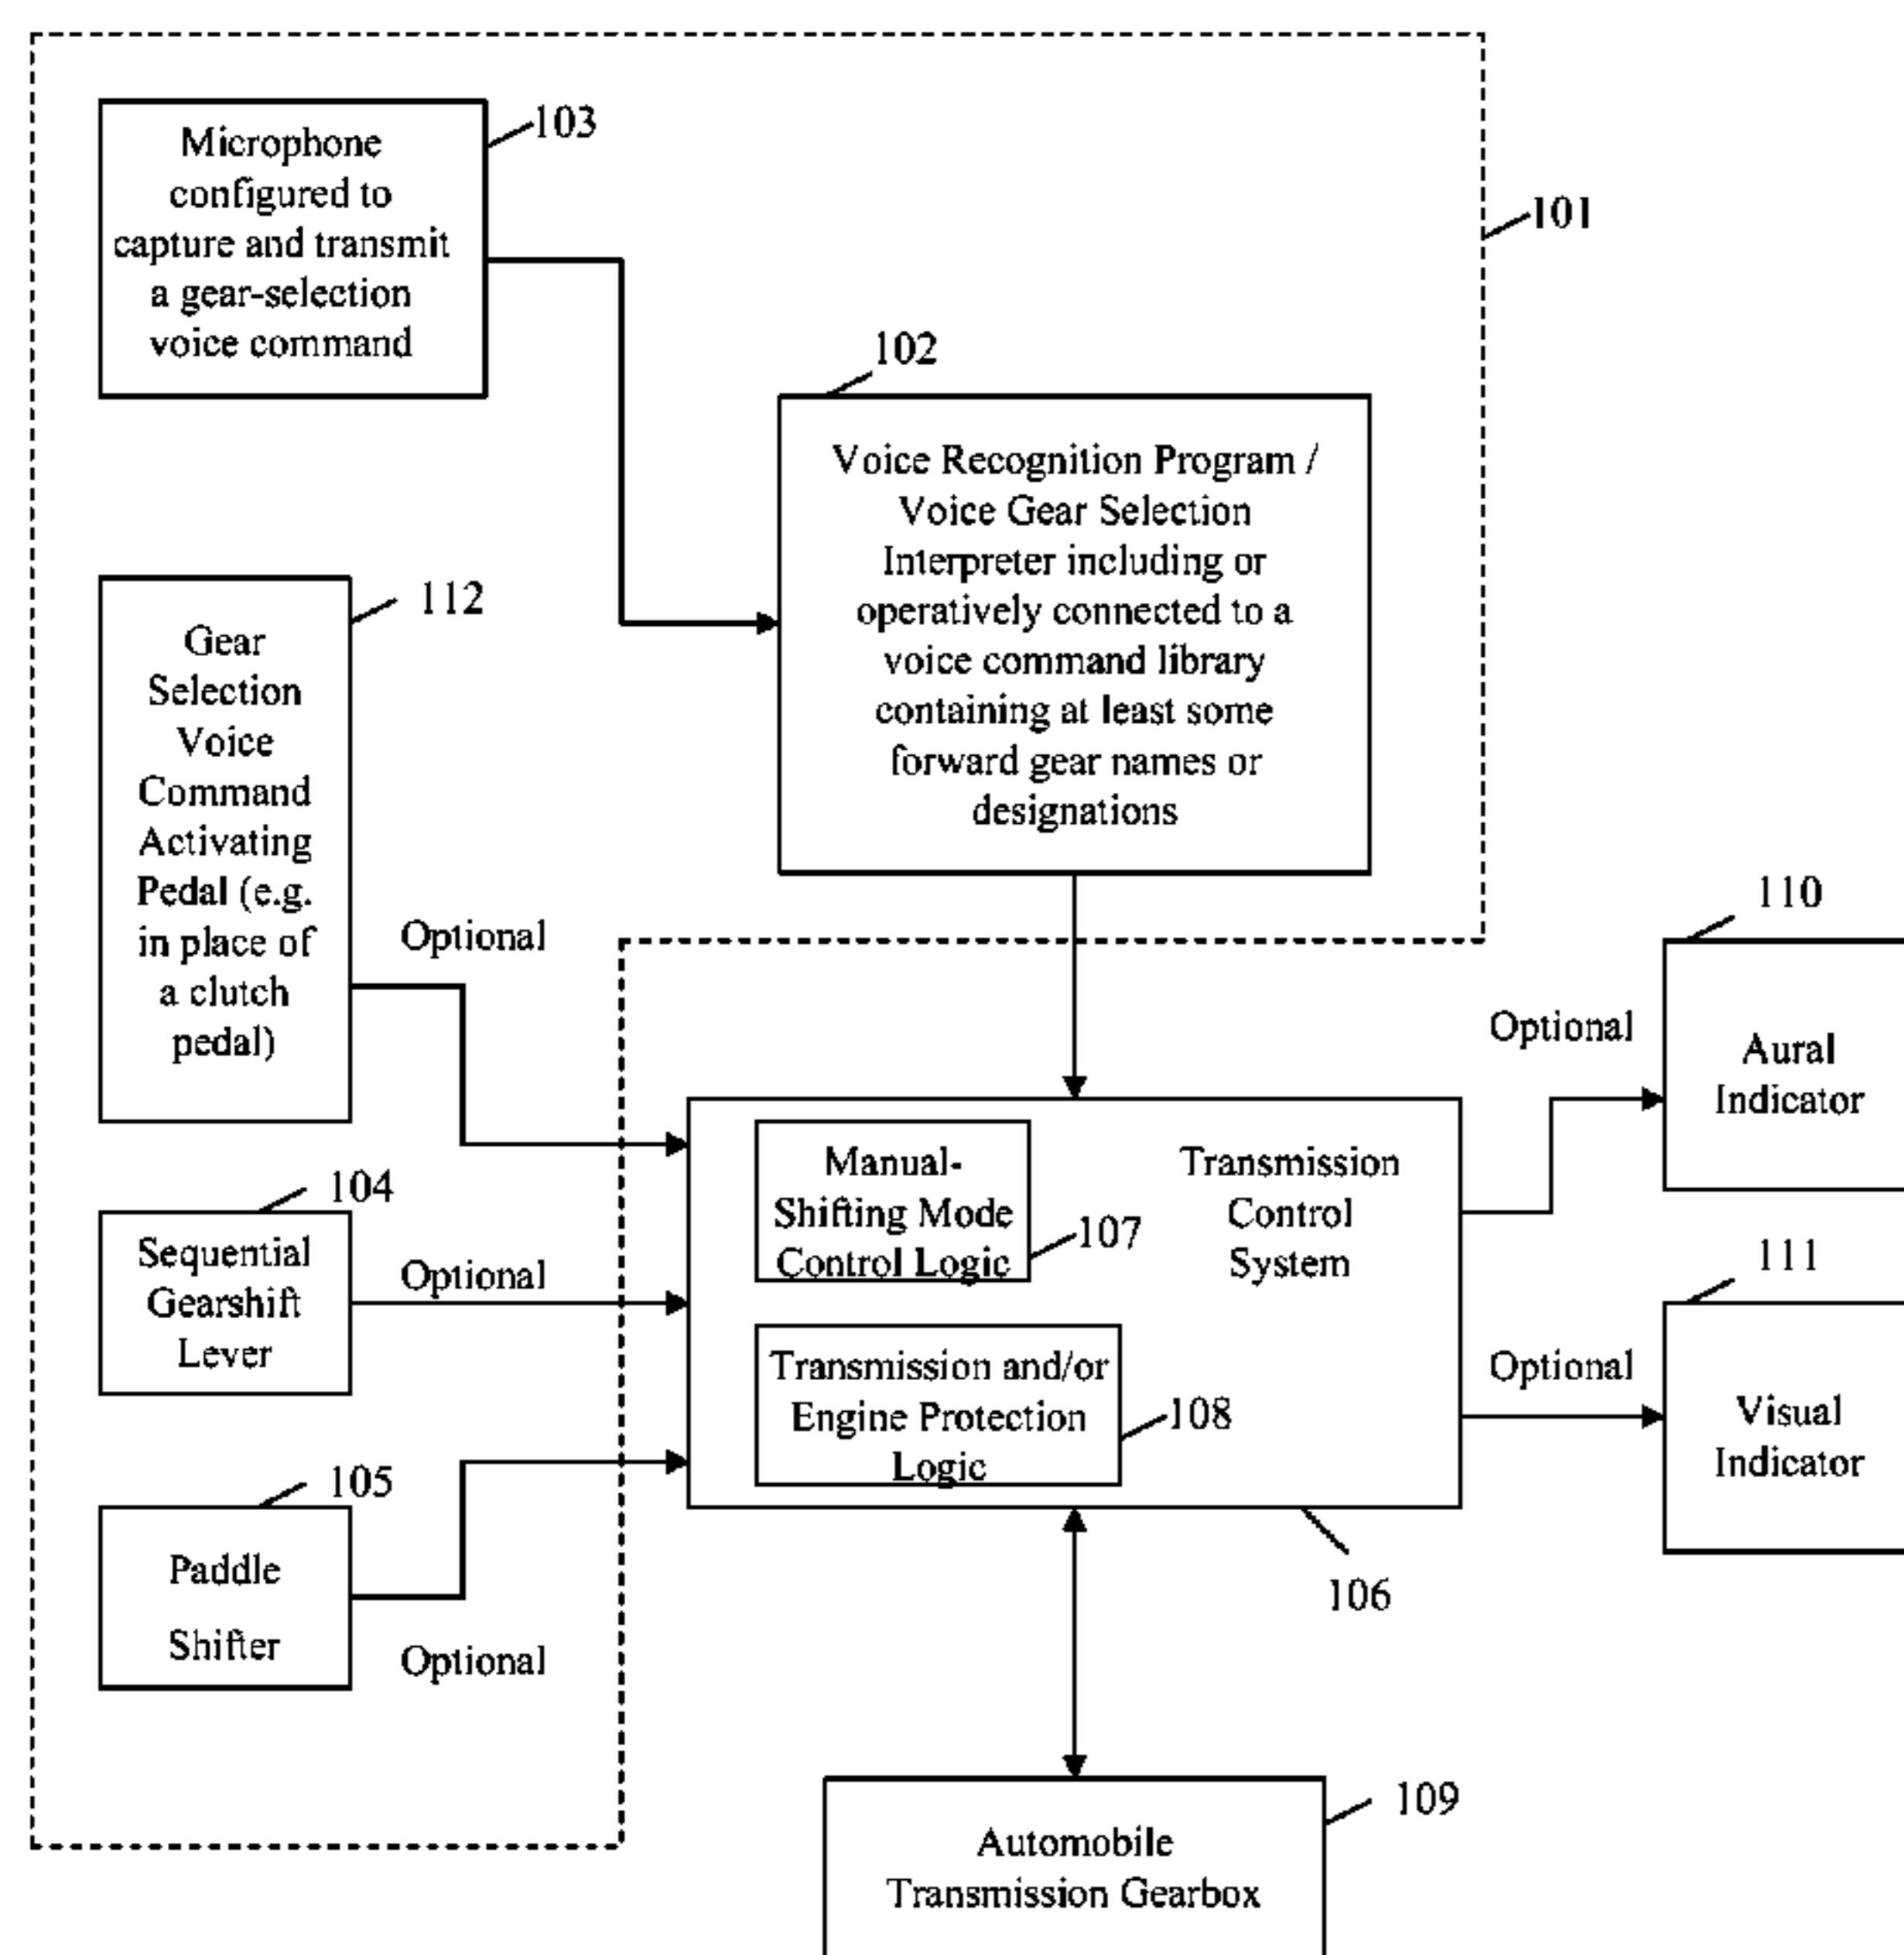 Microphone
configured to
capture and transmit
a gear-selection
voice command
103
101
102
Voice Recognition Program /
Voice Gear Selection
Interpreter including or
operatively connected to a
voice command library
containing at least some
forward gear names or
designations
112
Gear
Selection
Voice
Command
Activating
Pedal (e.g.
in place of
a clutch
pedal)
Optional
104
Sequential
Gearshift
Lever
Optional
105
Paddle
Shifter
Optional
Manual-
Shifting Mode
Control Logic
107
Transmission
Control
System
Transmission and/or
Engine Protection
Logic
108
106
110
Optional
Aural
Indicator
111
Optional
Visual
Indicator
109
Automobile
Transmission Gearbox